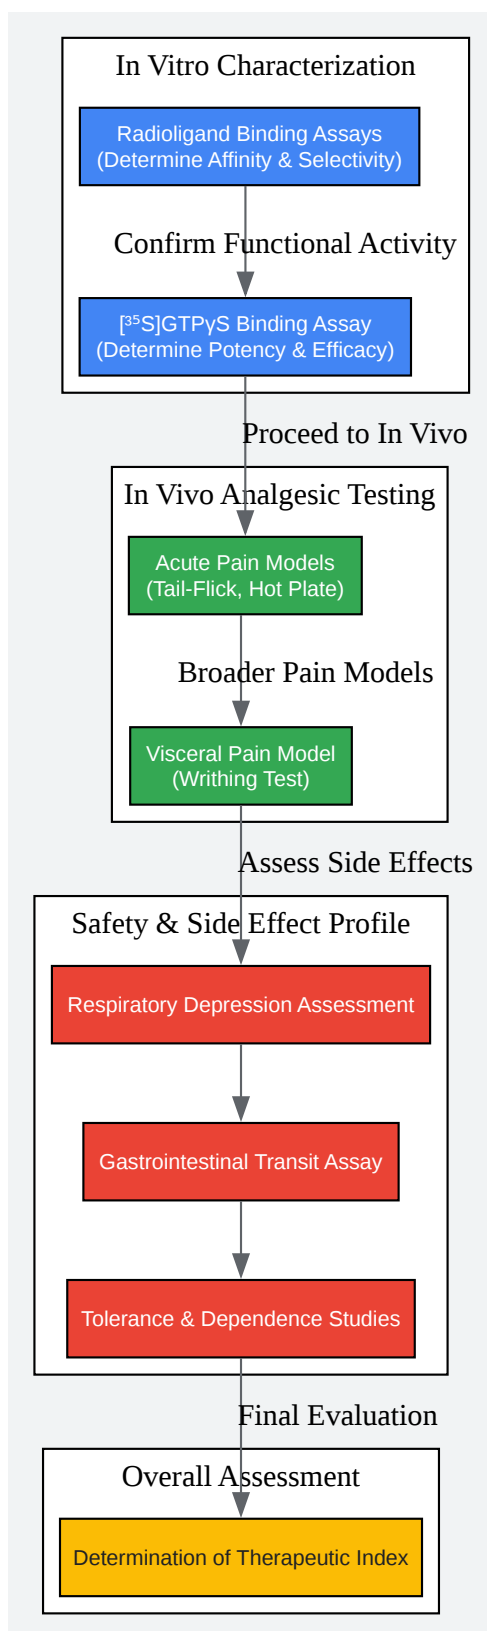 In Vitro Characterization
Radioligand Binding Assays
(Determine Affinity & Selectivity)
Confirm Functional Activity
[³⁵S]GTPγS Binding Assay
(Determine Potency & Efficacy)
Proceed to In Vivo
In Vivo Analgesic Testing
Acute Pain Models
(Tail-Flick, Hot Plate)
Broader Pain Models
Visceral Pain Model
(Writhing Test)
Assess Side Effects
Safety & Side Effect Profile
Respiratory Depression Assessment
Gastrointestinal Transit Assay
Tolerance & Dependence Studies
Final Evaluation
Overall Assessment
Determination of Therapeutic Index